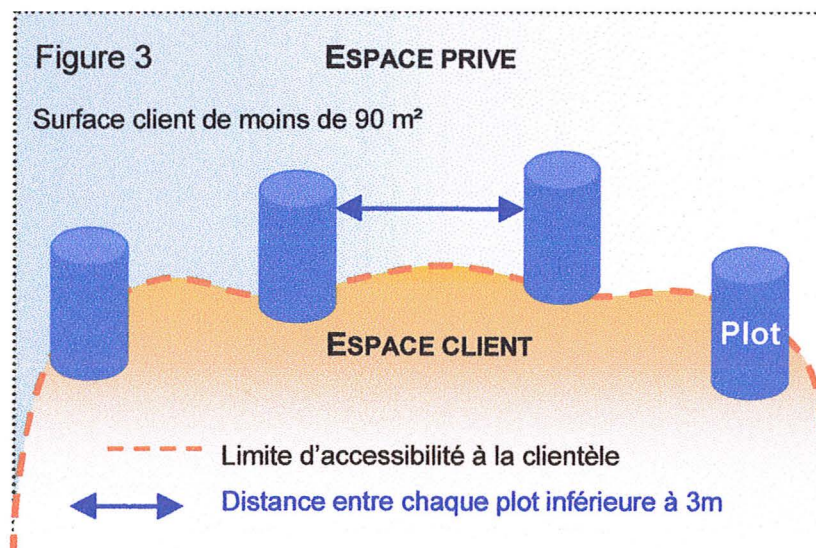 Figure 3
ESPACE PRIVE
Surface client de moins de 90 m²
ESPACE CLIENT
Plot
Limite d'accessibilité à la clientèle
Distance entre chaque plot inférieure à 3m